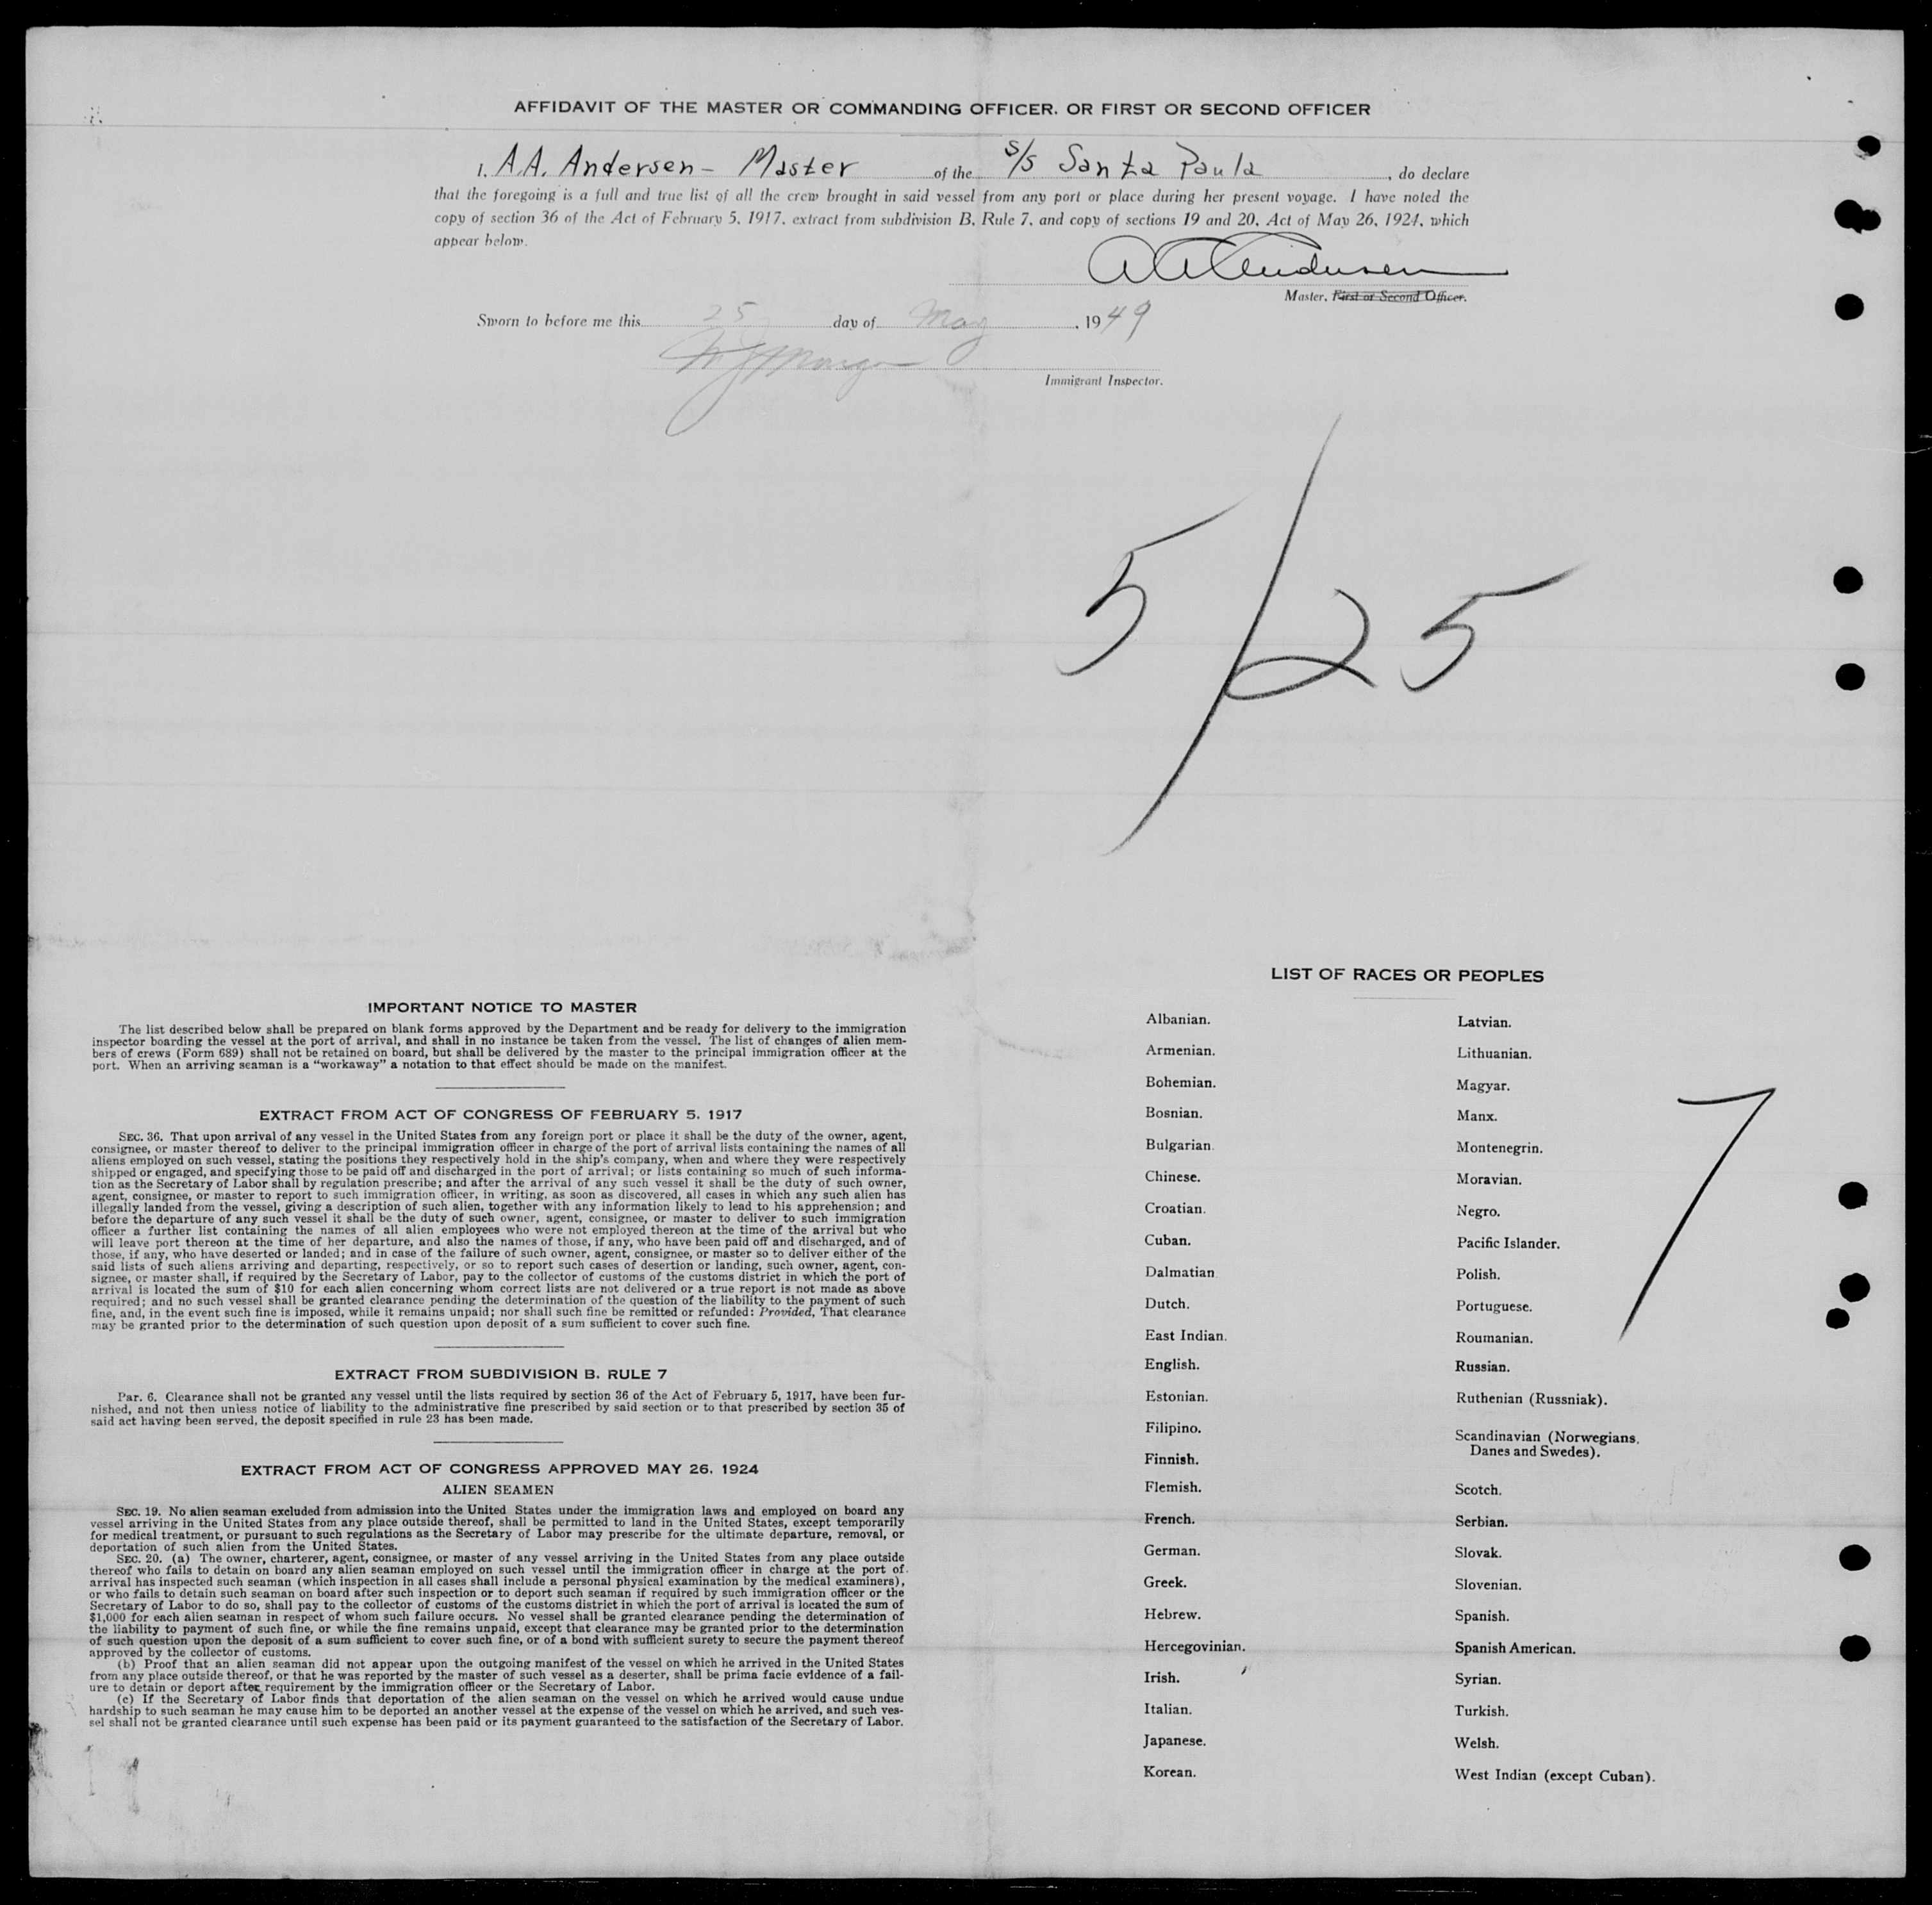 AFFIDAVIT OF THE MASTER OR COMMANDING OFFICER, OR FIRST OR SECOND OFFICER
I, A.A. Andersen - Master of the S/S Santa Paula, do declare
that the foregoing is a full and true list of all the crew brought in said vessel from any port or place during her present voyage. I have noted the
copy of section 36 of the Act of February 5, 1917, extract from subdivision B, Rule 7, and copy of sections 19 and 20, Act of May 26, 1924, which
appear below.
A A Andersen
Master, First or Second Officer.
Sworn to before me this 25 day of May, 1949
Immigrant Inspector.
5/25
IMPORTANT NOTICE TO MASTER
The list described below shall be prepared on blank forms approved by the Department and be ready for delivery to the immigration
inspector boarding the vessel at the port of arrival, and shall in no instance be taken from the vessel. The list of changes of alien mem-
bers of crews (Form 689) shall not be retained on board, but shall be delivered by the master to the principal immigration officer at the
port. When an arriving seaman is a "workaway" a notation to that effect should be made on the manifest.
EXTRACT FROM ACT OF CONGRESS OF FEBRUARY 5, 1917
SEC. 36. That upon arrival of any vessel in the United States from any foreign port or place it shall be the duty of the owner, agent,
consignee, or master thereof to deliver to the principal immigration officer in charge of the port of arrival lists containing the names of all
aliens employed on such vessel, stating the positions they respectively hold in the ship's company, when and where they were respectively
shipped or engaged, and specifying those to be paid off and discharged in the port of arrival; or lists containing so much of such informa-
tion as the Secretary of Labor shall by regulation prescribe; and after the arrival of any such vessel it shall be the duty of such owner,
agent, consignee, or master to report to such immigration officer, in writing, as soon as discovered, all cases in which any such alien has
illegally landed from the vessel, giving a description of such alien, together with any information likely to lead to his apprehension; and
before the departure of any such vessel it shall be the duty of such owner, agent, consignee, or master to deliver to such immigration
officer a further list containing the names of all alien employees who were not employed thereon at the time of the arrival but who
will leave port thereon at the time of her departure, and also the names of those, if any, who have been paid off and discharged, and of
those, if any, who have deserted or landed; and in case of the failure of such owner, agent, consignee, or master so to deliver either of the
said lists of such aliens arriving and departing, respectively, or so to report such cases of desertion or landing, such owner, agent, con-
signee, or master shall, if required by the Secretary of Labor, pay to the collector of customs of the customs district in which the port of
arrival is located the sum of $10 for each alien concerning whom correct lists are not delivered or a true report is not made as above
required; and no such vessel shall be granted clearance pending the determination of the question of the liability to the payment of such
fine, and, in the event such fine is imposed, while it remains unpaid; nor shall such fine be remitted or refunded: Provided, That clearance
may be granted prior to the determination of such question upon deposit of a sum sufficient to cover such fine.
EXTRACT FROM SUBDIVISION B, RULE 7
Par. 6. Clearance shall not be granted any vessel until the lists required by section 36 of the Act of February 5, 1917, have been fur-
nished, and not then unless notice of liability to the administrative fine prescribed by said section or to that prescribed by section 35 of
said act having been served, the deposit specified in rule 23 has been made.
EXTRACT FROM ACT OF CONGRESS APPROVED MAY 26, 1924
ALIEN SEAMEN
SEC. 19. No alien seaman excluded from admission into the United States under the immigration laws and employed on board any
vessel arriving in the United States from any place outside thereof, shall be permitted to land in the United States, except temporarily
for medical treatment, or pursuant to such regulations as the Secretary of Labor may prescribe for the ultimate departure, removal, or
deportation of such alien from the United States.
SEC. 20. (a) The owner, charterer, agent, consignee, or master of any vessel arriving in the United States from any place outside
thereof who fails to detain on board any alien seaman employed on such vessel until the immigration officer in charge at the port of
arrival has inspected such seaman (which inspection in all cases shall include a personal physical examination by the medical examiners),
or who fails to detain such seaman on board after such inspection or to deport such seaman if required by such immigration officer or the
Secretary of Labor to do so, shall pay to the collector of customs of the customs district in which the port of arrival is located the sum of
$1,000 for each alien seaman in respect of whom such failure occurs. No vessel shall be granted clearance pending the determination of
the liability to payment of such fine, or while the fine remains unpaid, except that clearance may be granted prior to the determination
of such question upon the deposit of a sum sufficient to cover such fine, or of a bond with sufficient surety to secure the payment thereof
approved by the collector of customs.
(b) Proof that an alien seaman did not appear upon the outgoing manifest of the vessel on which he arrived in the United States
from any place outside thereof, or that he was reported by the master of such vessel as a deserter, shall be prima facie evidence of a fail-
ure to detain or deport after requirement by the immigration officer or the Secretary of Labor.
(c) If the Secretary of Labor finds that deportation of the alien seaman on the vessel on which he arrived would cause undue
hardship to such seaman he may cause him to be deported an another vessel at the expense of the vessel on which he arrived, and such ves-
sel shall not be granted clearance until such expense has been paid or its payment guaranteed to the satisfaction of the Secretary of Labor.
LIST OF RACES OR PEOPLES
Albanian.
Armenian.
Bohemian.
Bosnian.
Bulgarian.
Chinese.
Croatian.
Cuban.
Dalmatian
Dutch.
East Indian.
English.
Estonian.
Filipino.
Finnish.
Flemish.
French.
German.
Greek.
Hebrew.
Hercegovinian.
Irish.
Italian.
Japanese.
Korean.
Latvian.
Lithuanian.
Magyar.
Manx.
Montenegrin.
Moravian.
Negro.
Pacific Islander.
Polish.
Portuguese.
Roumanian.
Russian.
Ruthenian (Russniak).
Scandinavian (Norwegians,
Danes and Swedes).
Scotch.
Serbian.
Slovak.
Slovenian.
Spanish.
Spanish American.
Syrian.
Turkish.
Welsh.
West Indian (except Cuban).
7